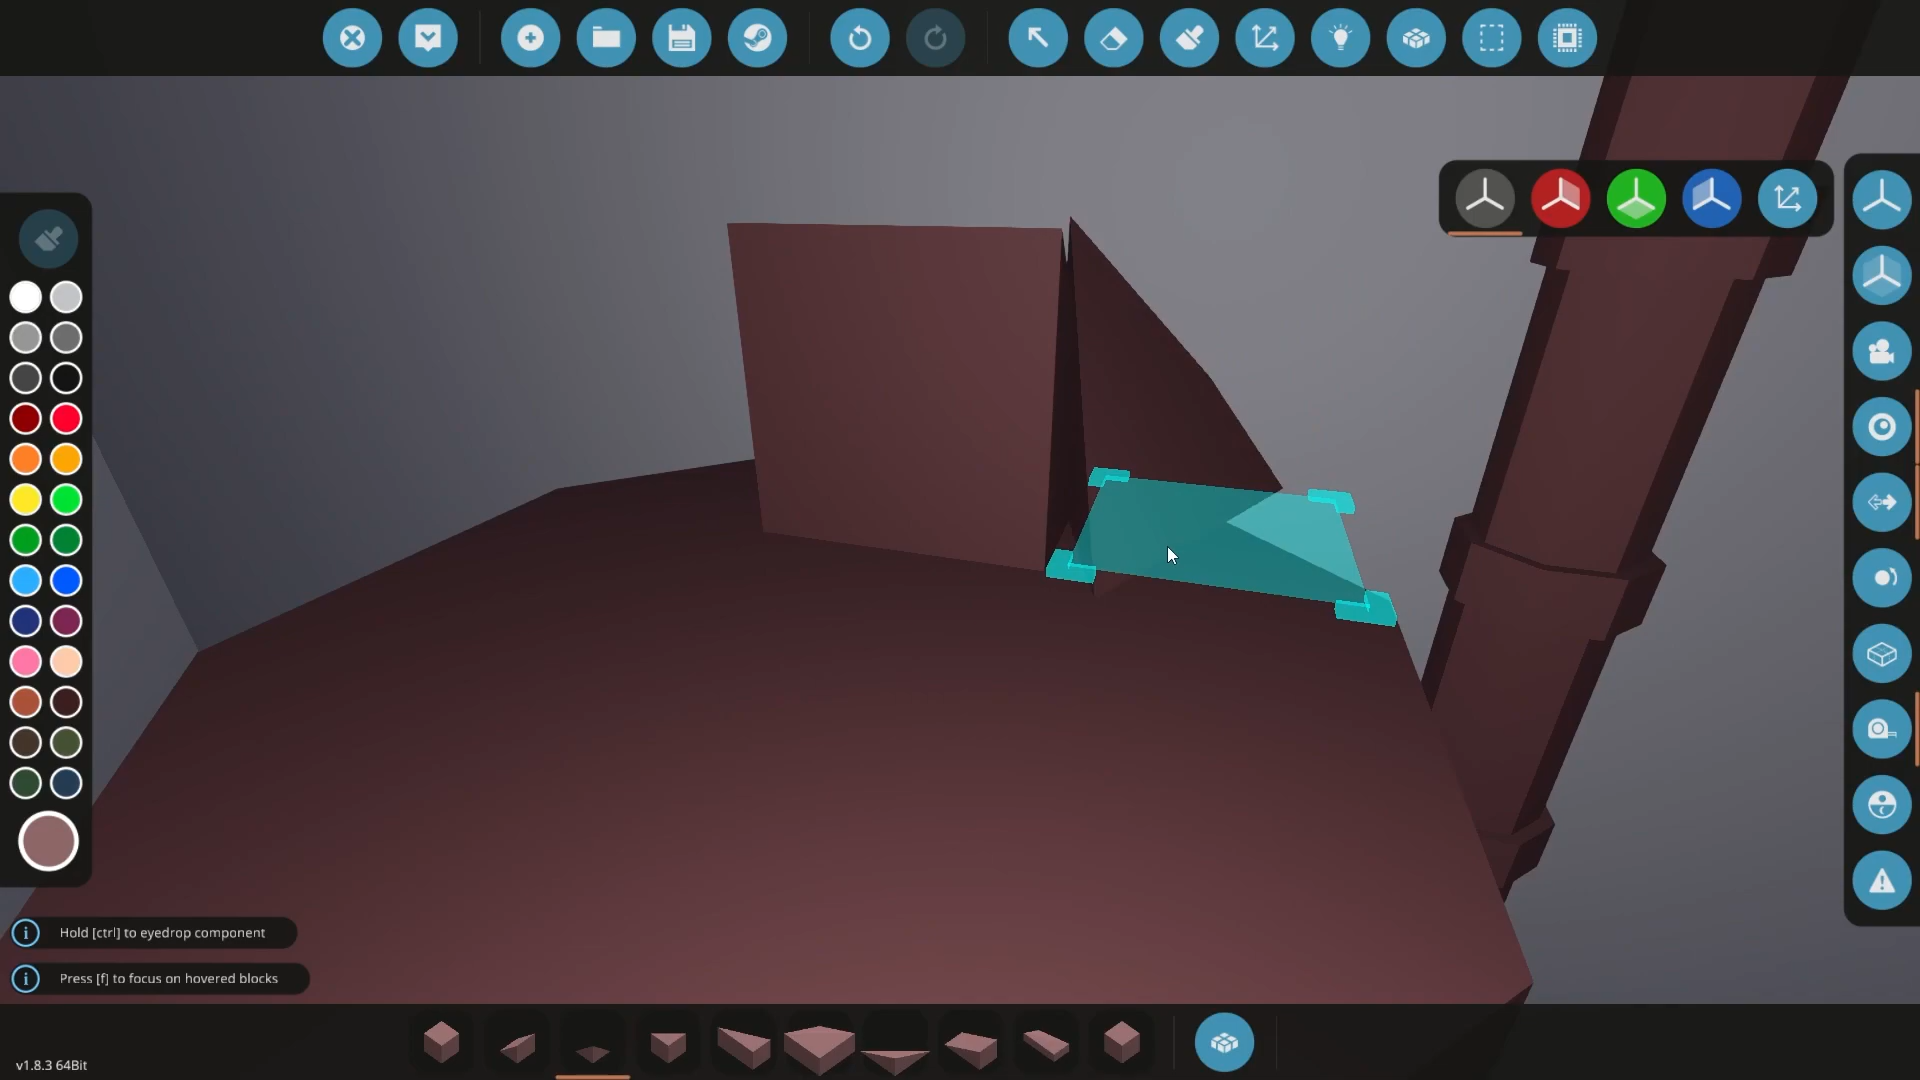 Hold [ctrl] to eyedrop component
Press [f] to focus on hovered blocks
v1.8.3 64Bit